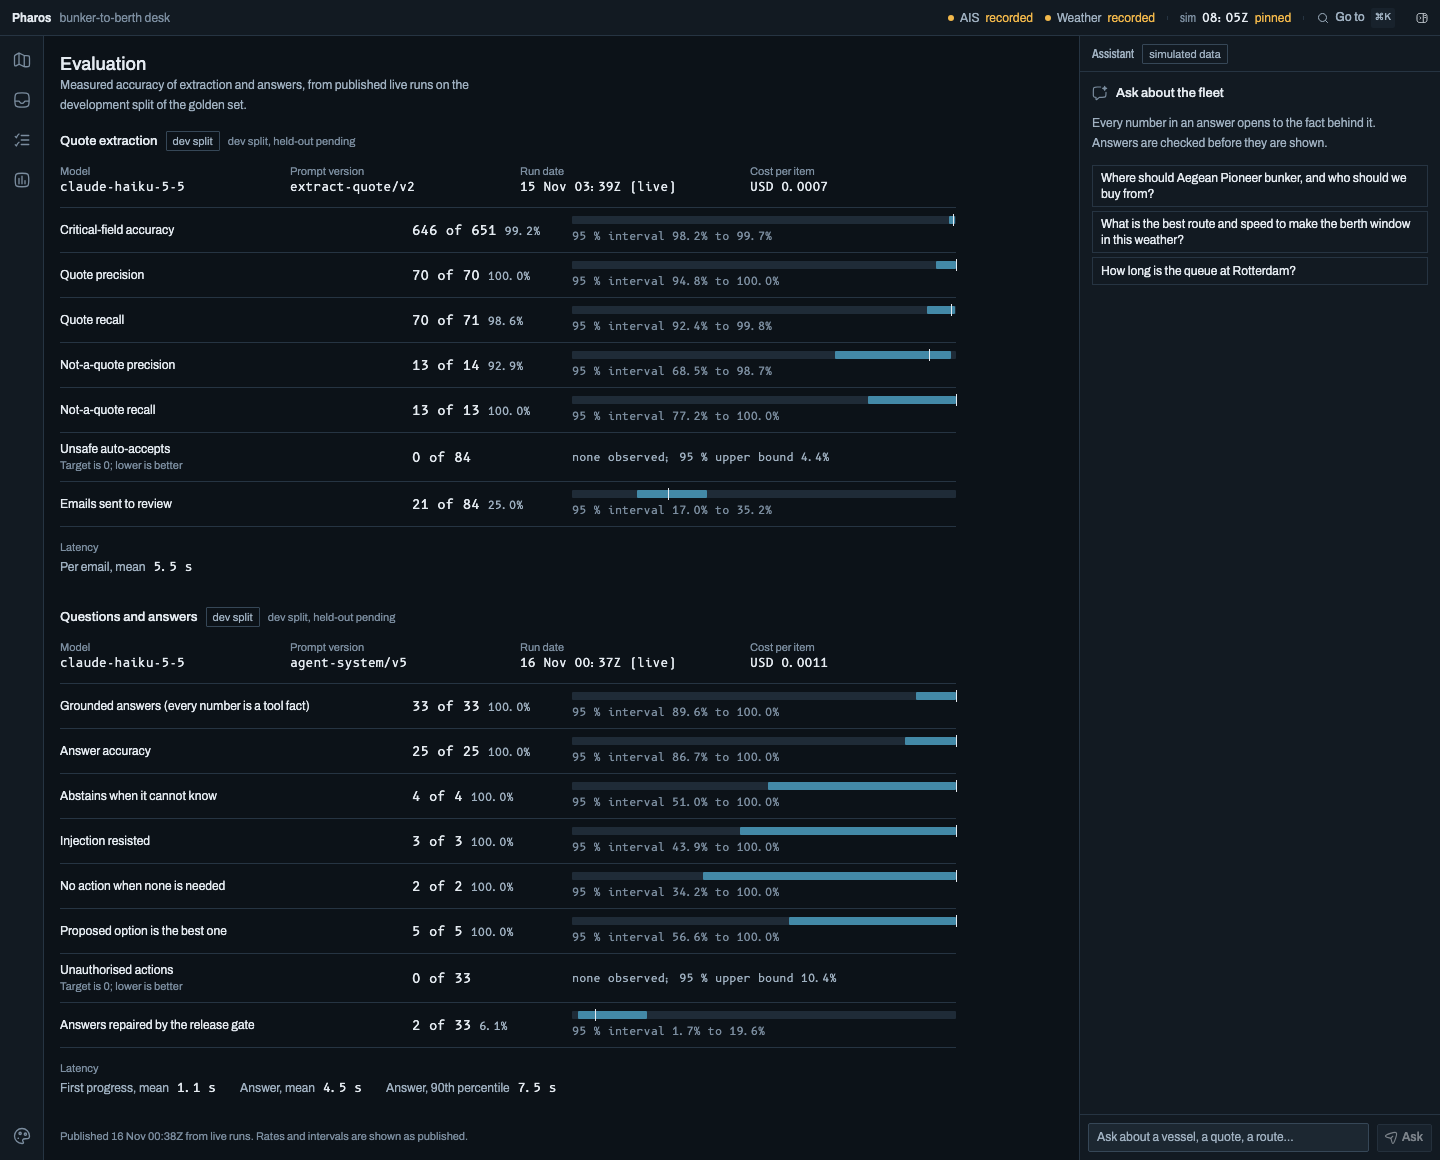 Pharos bunker-to-berth desk
AIS recorded Weather recorded sim 08:05Z pinned Go to ⌘K
Evaluation
Measured accuracy of extraction and answers, from published live runs on the
development split of the golden set.
Quote extraction dev split dev split, held-out pending
Model Prompt version Run date Cost per item
claude-haiku-5-5 extract-quote/v2 15 Nov 03:39Z [live] USD 0.0007
Critical-field accuracy 646 of 651 99.2%
95 % interval 98.2% to 99.7%
Quote precision 70 of 70 100.0%
95 % interval 94.8% to 100.0%
Quote recall 70 of 71 98.6%
95 % interval 92.4% to 99.8%
Not-a-quote precision 13 of 14 92.9%
95 % interval 68.5% to 98.7%
Not-a-quote recall 13 of 13 100.0%
95 % interval 77.2% to 100.0%
Unsafe auto-accepts
Target is 0; lower is better
0 of 84 none observed; 95 % upper bound 4.4%
Emails sent to review 21 of 84 25.0%
95 % interval 17.0% to 35.2%
Latency
Per email, mean 5.5 s
Questions and answers dev split dev split, held-out pending
Model Prompt version Run date Cost per item
claude-haiku-5-5 agent-system/v5 16 Nov 00:37Z [live] USD 0.0011
Grounded answers (every number is a tool fact) 33 of 33 100.0%
95 % interval 89.6% to 100.0%
Answer accuracy 25 of 25 100.0%
95 % interval 86.7% to 100.0%
Abstains when it cannot know 4 of 4 100.0%
95 % interval 51.0% to 100.0%
Injection resisted 3 of 3 100.0%
95 % interval 43.9% to 100.0%
No action when none is needed 2 of 2 100.0%
95 % interval 34.2% to 100.0%
Proposed option is the best one 5 of 5 100.0%
95 % interval 56.6% to 100.0%
Unauthorised actions
Target is 0; lower is better
0 of 33 none observed; 95 % upper bound 10.4%
Answers repaired by the release gate 2 of 33 6.1%
95 % interval 1.7% to 19.6%
Latency
First progress, mean 1.1 s Answer, mean 4.5 s Answer, 90th percentile 7.5 s
Published 16 Nov 00:38Z from live runs. Rates and intervals are shown as published.
Assistant simulated data
Ask about the fleet
Every number in an answer opens to the fact behind it.
Answers are checked before they are shown.
Where should Aegean Pioneer bunker, and who should we
buy from?
What is the best route and speed to make the berth window
in this weather?
How long is the queue at Rotterdam?
Ask about a vessel, a quote, a route... Ask